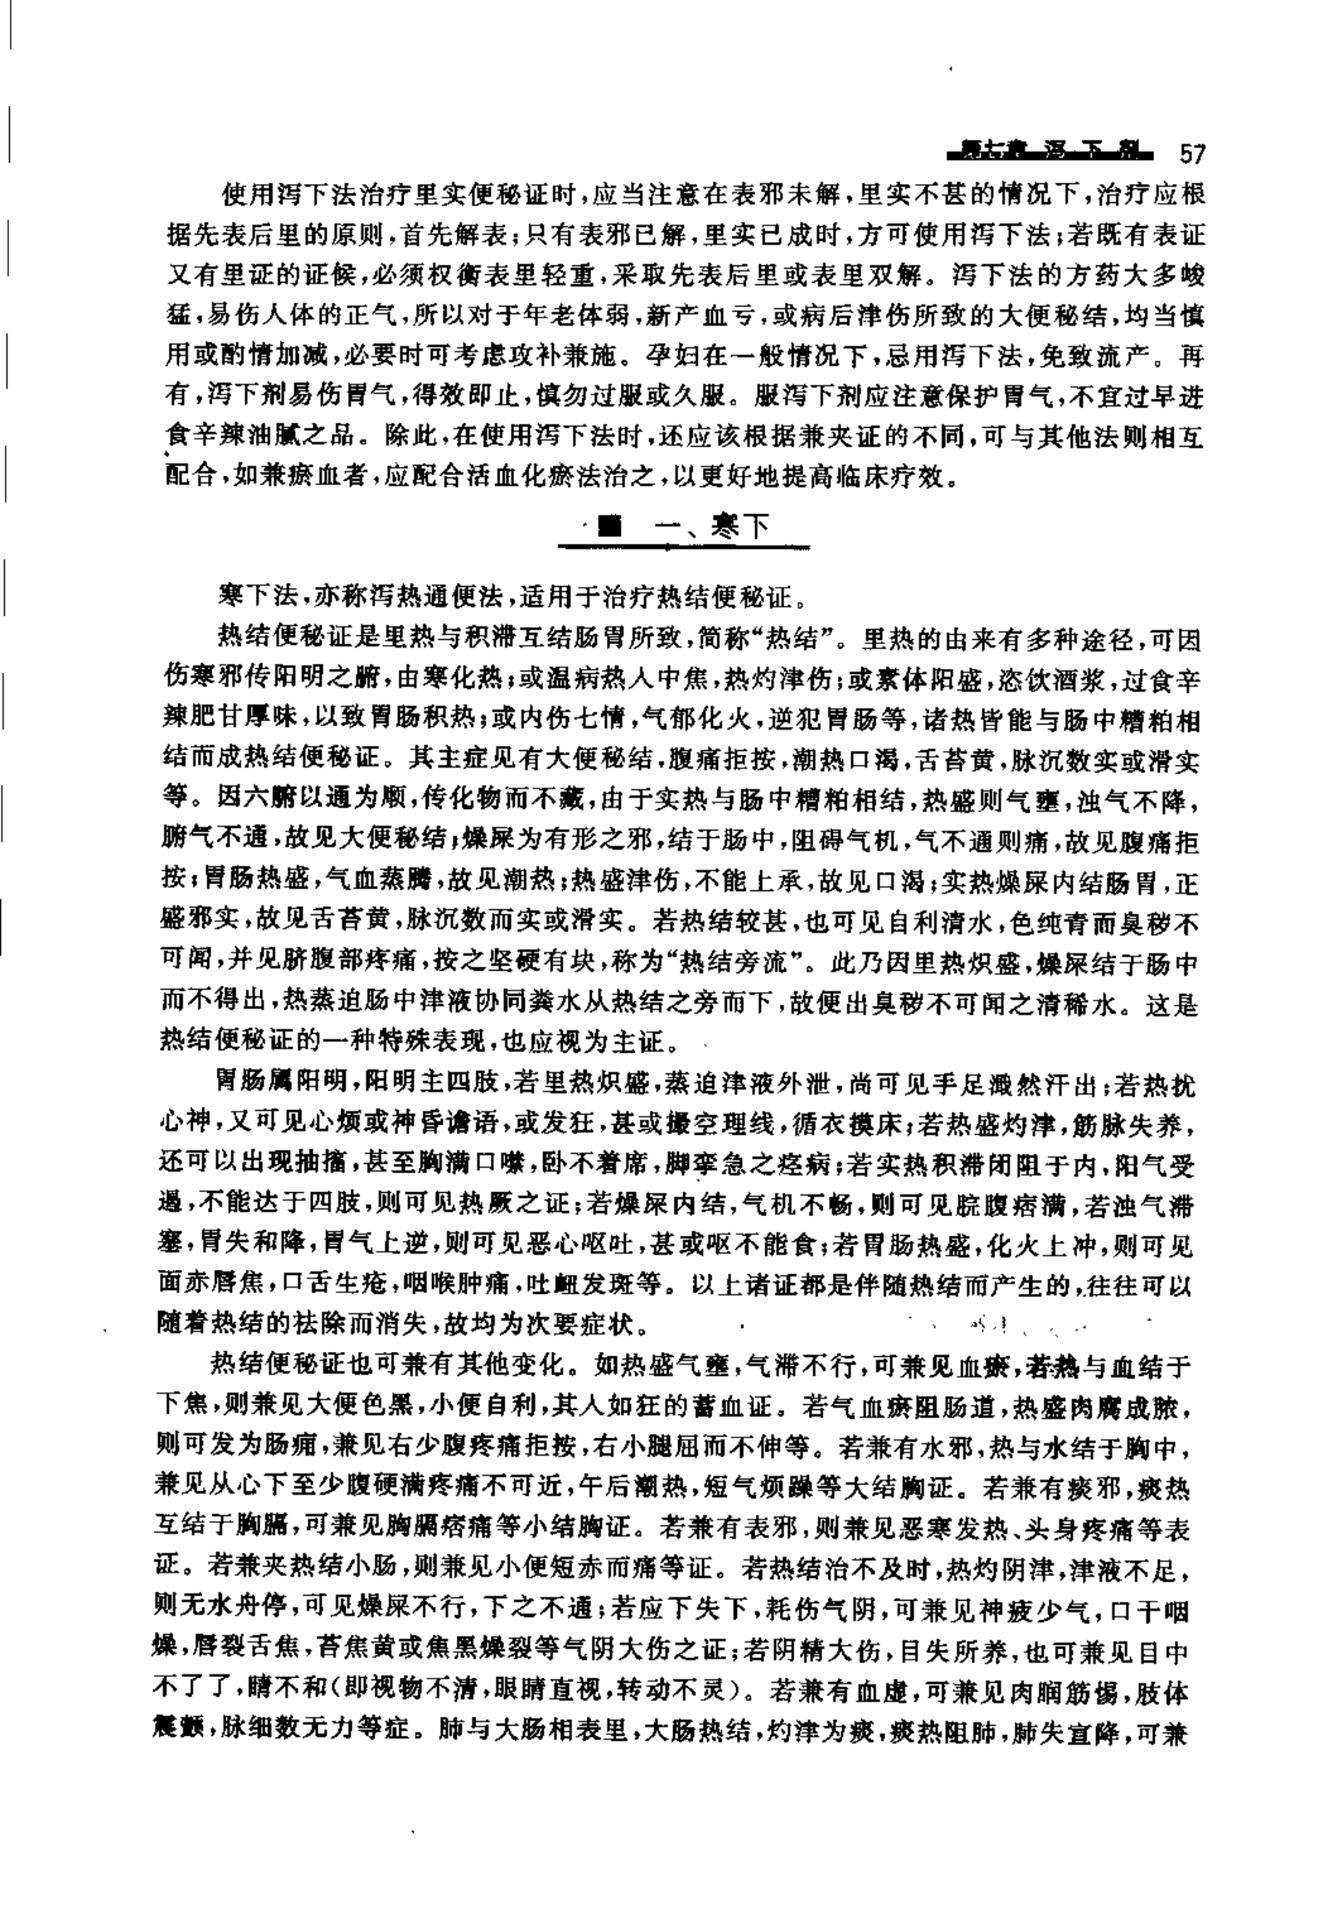 第七章 泻下剂 57
使用泻下法治疗里实便秘证时,应当注意在表邪未解,里实不甚的情况下,治疗应根
据先表后里的原则,首先解表;只有表邪已解,里实已成时,方可使用泻下法;若既有表证
又有里证的证候,必须权衡表里轻重,采取先表后里或表里双解。泻下法的方药大多峻
猛,易伤人体的正气,所以对于年老体弱,新产血亏,或病后津伤所致的大便秘结,均当慎
用或酌情加减,必要时可考虑攻补兼施。孕妇在一般情况下,忌用泻下法,免致流产。再
有,泻下剂易伤胃气,得效即止,慎勿过服或久服。服泻下剂应注意保护胃气,不宜过早进
食辛辣油腻之品。除此,在使用泻下法时,还应该根据兼夹证的不同,可与其他法则相互
配合,如兼瘀血者,应配合活血化瘀法治之,以更好地提高临床疗效。
一、寒下
寒下法,亦称泻热通便法,适用于治疗热结便秘证。
热结便秘证是里热与积滞互结肠胃所致,简称“热结”。里热的由来有多种途径,可因
伤寒邪传阳明之腑,由寒化热;或温病热入中焦,热灼津伤;或素体阳盛,恣饮酒浆,过食辛
辣肥甘厚味,以致胃肠积热;或内伤七情,气郁化火,逆犯胃肠等,诸热皆能与肠中糟粕相
结而成热结便秘证。其主症见有大便秘结,腹痛拒按,潮热口渴,舌苔黄,脉沉数实或滑实
等。因六腑以通为顺,传化物而不藏,由于实热与肠中糟粕相结,热盛则气壅,浊气不降,
腑气不通,故见大便秘结;燥屎为有形之邪,结于肠中,阻碍气机,气不通则痛,故见腹痛拒
按;胃肠热盛,气血蒸腾,故见潮热;热盛津伤,不能上承,故见口渴;实热燥屎内结肠胃,正
盛邪实,故见舌苔黄,脉沉数而实或滑实。若热结较甚,也可见自利清水,色纯青而臭秽不
可闻,并见脐腹部疼痛,按之坚硬有块,称为“热结旁流”。此乃因里热炽盛,燥屎结于肠中
而不得出,热蒸迫肠中津液协同粪水从热结之旁而下,故便出臭秽不可闻之清稀水。这是
热结便秘证的一种特殊表现,也应视为主证。
胃肠属阳明,阳明主四肢,若里热炽盛,蒸迫津液外泄,尚可见手足濈然汗出;若热扰
心神,又可见心烦或神昏谵语,或发狂,甚或撮空理线,循衣摸床;若热盛灼津,筋脉失养,
还可以出现抽搐,甚至胸满口噤,卧不着席,脚挛急之痉病;若实热积滞闭阻于内,阳气受
遏,不能达于四肢,则可见热厥之证;若燥屎内结,气机不畅,则可见脘腹痞满,若浊气滞
塞,胃失和降,胃气上逆,则可见恶心呕吐,甚或呕不能食;若胃肠热盛,化火上冲,则可见
面赤唇焦,口舌生疮,咽喉肿痛,吐衄发斑等。以上诸证都是伴随热结而产生的,往往可以
随着热结的祛除而消失,故均为次要症状。
热结便秘证也可兼有其他变化。如热盛气壅,气滞不行,可兼见血瘀,若热与血结于
下焦,则兼见大便色黑,小便自利,其人如狂的蓄血证。若气血瘀阻肠道,热盛肉腐成脓,
则可发为肠痈,兼见右少腹疼痛拒按,右小腿屈而不伸等。若兼有水邪,热与水结于胸中,
兼见从心下至少腹硬满疼痛不可近,午后潮热,短气烦躁等大结胸证。若兼有痰邪,痰热
互结于胸膈,可兼见胸膈痞痛等小结胸证。若兼有表邪,则兼见恶寒发热、头身疼痛等表
证。若兼夹热结小肠,则兼见小便短赤而痛等证。若热结治不及时,热灼阴津,津液不足,
则无水舟停,可见燥屎不行,下之不通;若应下失下,耗伤气阴,可兼见神疲少气,口干咽
燥,唇裂舌焦,苔焦黄或焦黑燥裂等气阴大伤之证;若阴精大伤,目失所养,也可兼见目中
不了了,睛不和(即视物不清,眼睛直视,转动不灵)。若兼有血虚,可兼见肉瞤筋惕,肢体
震颤,脉细数无力等症。肺与大肠相表里,大肠热结,灼津为痰,痰热阻肺,肺失宣降,可兼